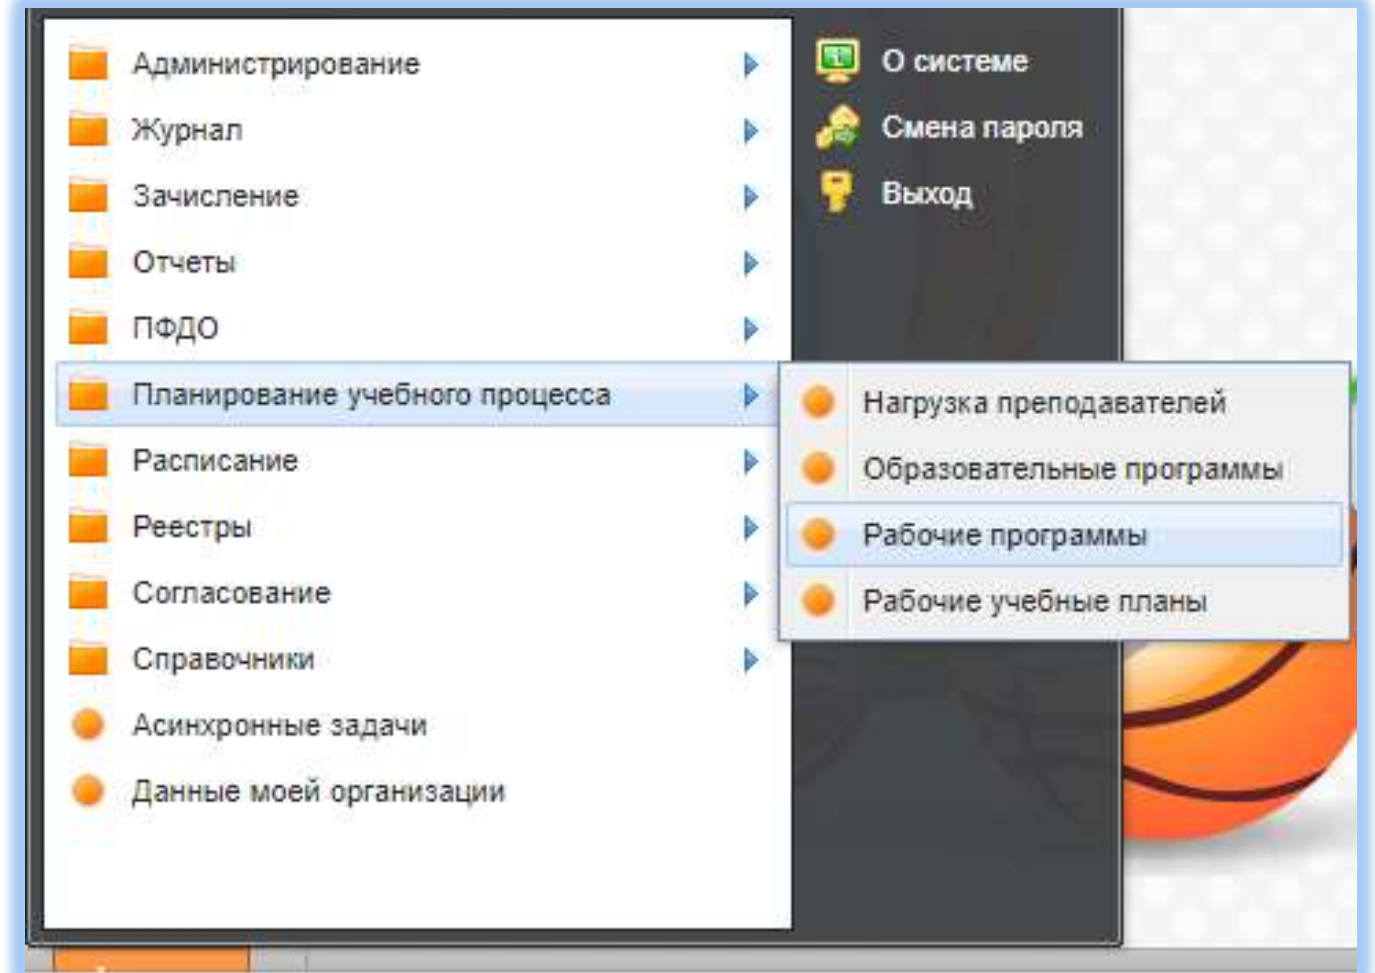 Администрирование
Журнал
Зачисление
Отчеты
ПФДО
Планирование учебного процесса
Расписание
Реестры
Согласование
Справочники
Асинхронные задачи
Данные моей организации
О системе
Смена пароля
Выход
Нагрузка преподавателей
Образовательные программы
Рабочие программы
Рабочие учебные планы